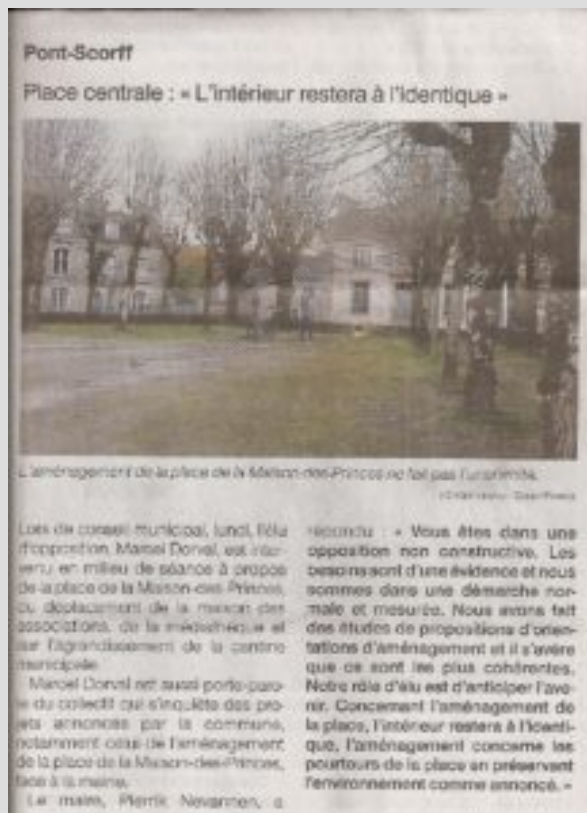 Pont-Scorff
Place centrale : « L'intérieur restera à l'identique »
L'aménagement de la place de la Maison-des-Princes ne fait pas l'unanimité.
Lors de conseil municipal, lundi, l'élu
d'opposition, Marcel Dorval, est inter-
venu en milieu de séance à propos
de la place de la Maison-des-Princes,
du déplacement de la maison des
associations, de la médiathèque et
sur l'agrandissement de la cantine
municipale.
Marcel Dorval est aussi porte-paro-
le du collectif qui s'inquiète des pro-
jets annoncés par la commune,
notamment celui de l'aménagement
de la place de la Maison-des-Princes,
face à la mairie.
Le maire, Pierrik Nevannen, a
répondu : « Vous êtes dans une
opposition non constructive. Les
besoins sont d'une évidence et nous
sommes dans une démarche nor-
male et mesurée. Nous avons fait
des études de propositions d'orien-
tations d'aménagement et il s'avère
que ce sont les plus cohérentes.
Notre rôle d'élu est d'anticiper l'ave-
nir. Concernant l'aménagement de
la place, l'intérieur restera à l'identi-
que, l'aménagement concerne les
pourtours de la place en préservant
l'environnement comme annoncé. »